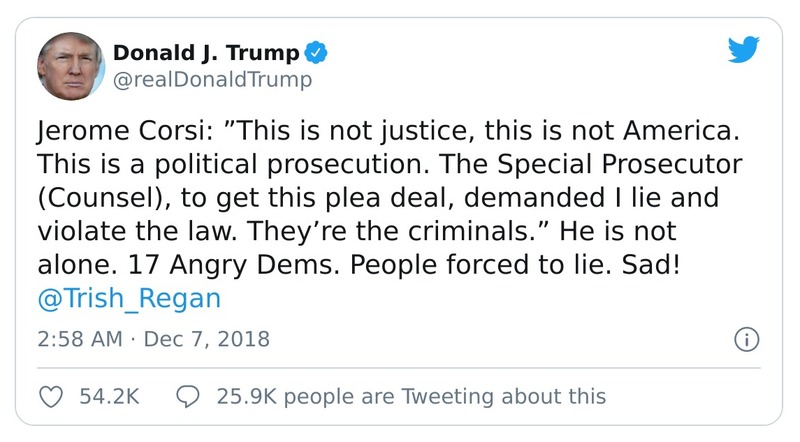 Donald J. Trump
@realDonaldTrump
Jerome Corsi: ”This is not justice, this is not America.
This is a political prosecution. The Special Prosecutor
(Counsel), to get this plea deal, demanded I lie and
violate the law. They’re the criminals.” He is not
alone. 17 Angry Dems. People forced to lie. Sad!
@Trish_Regan
2:58 AM · Dec 7, 2018
54.2K 25.9K people are Tweeting about this